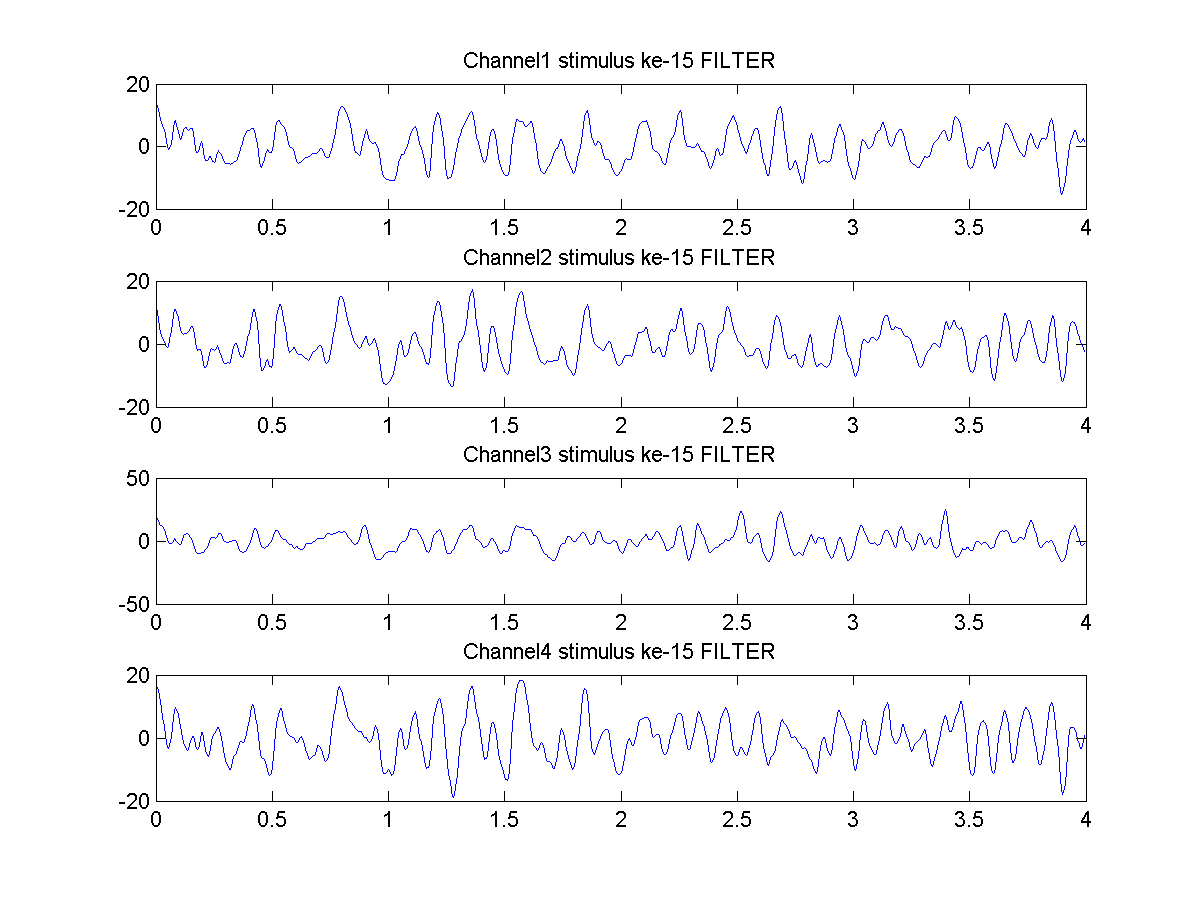 Channel1 stimulus ke-15 FILTER
20
0
-20
0 0.5 1 1.5 2 2.5 3 3.5 4
Channel2 stimulus ke-15 FILTER
20
0
-20
0 0.5 1 1.5 2 2.5 3 3.5 4
Channel3 stimulus ke-15 FILTER
50
0
-50
0 0.5 1 1.5 2 2.5 3 3.5 4
Channel4 stimulus ke-15 FILTER
20
0
-20
0 0.5 1 1.5 2 2.5 3 3.5 4